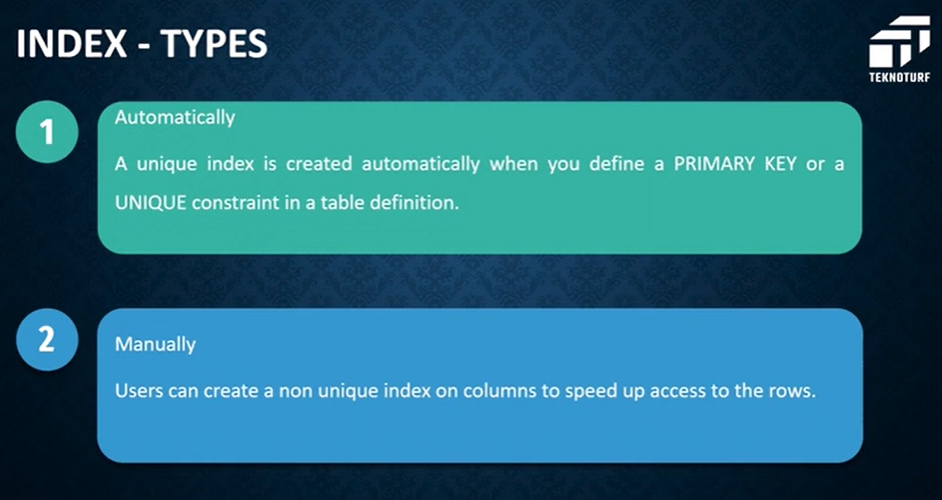 INDEX - TYPES
TEKNOTURF
1
Automatically
A unique index is created automatically when you define a PRIMARY KEY or a
UNIQUE constraint in a table definition.
2
Manually
Users can create a non unique index on columns to speed up access to the rows.